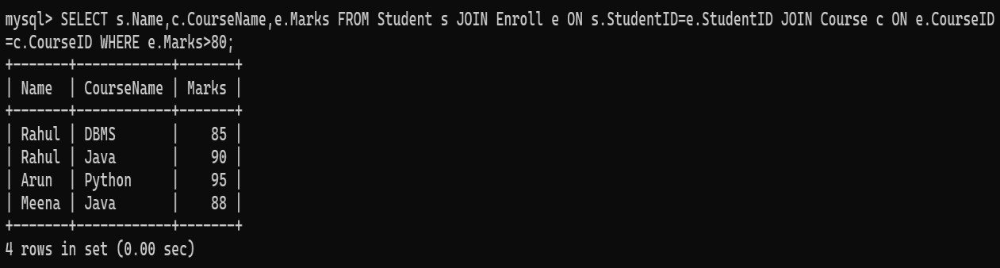 mysql> SELECT s.Name,c.CourseName,e.Marks FROM Student s JOIN Enroll e ON s.StudentID=e.StudentID JOIN Course c ON e.CourseID
=c.CourseID WHERE e.Marks>80;
+-------+------------+-------+
| Name  | CourseName | Marks |
+-------+------------+-------+
| Rahul | DBMS       |    85 |
| Rahul | Java       |    90 |
| Arun  | Python     |    95 |
| Meena | Java       |    88 |
+-------+------------+-------+
4 rows in set (0.00 sec)